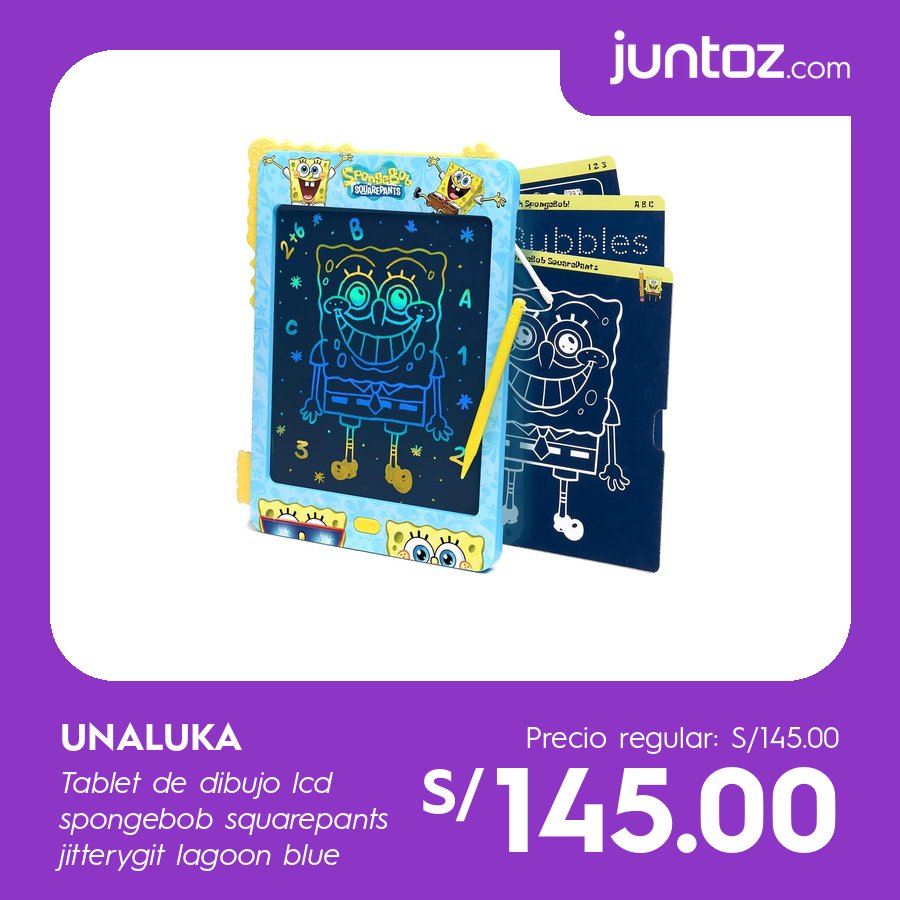 juntoz.com
SpongeBob
SQUAREPANTS
1 2 3
SpongeBob!
A B C
Bubbles
SquarePants
2+6
B
A
C
1
3
2
UNALUKA
Tablet de dibujo lcd
spongebob squarepants
jitterygit lagoon blue
Precio regular: S/145.00
S/145.00